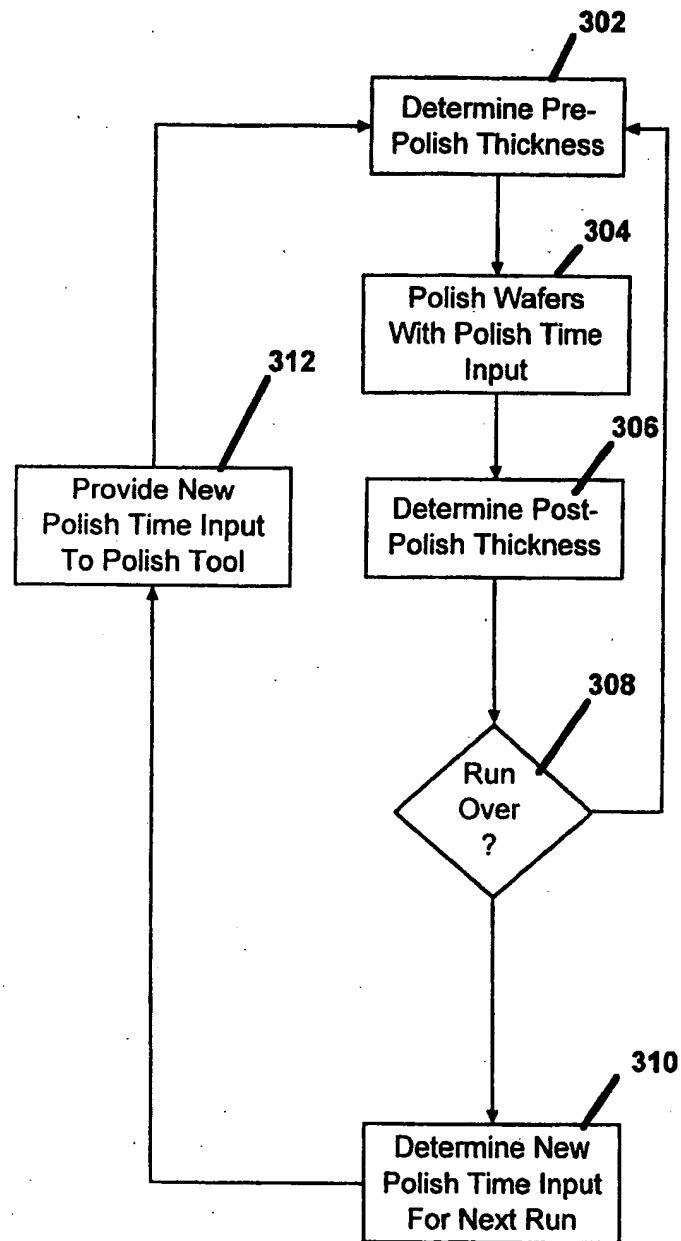 302
Determine Pre-
Polish Thickness
304
Polish Wafers
With Polish Time
Input
312
Provide New
Polish Time Input
To Polish Tool
306
Determine Post-
Polish Thickness
308
Run
Over
?
310
Determine New
Polish Time Input
For Next Run